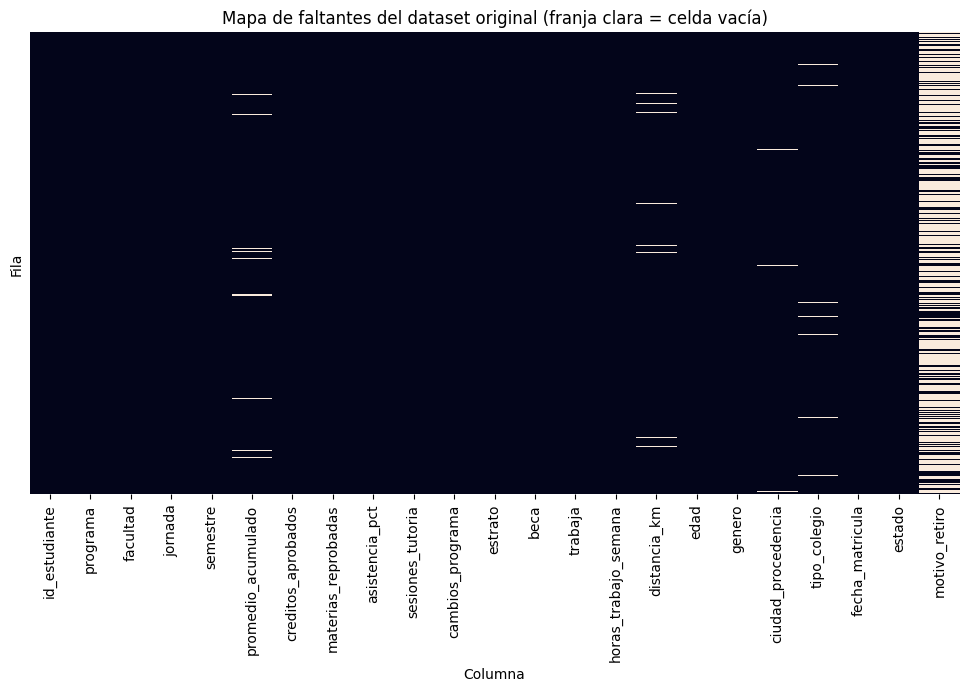 Mapa de faltantes del dataset original (franja clara = celda vacía)
Fila
id_estudiante
programa
facultad
jornada
semestre
promedio_acumulado
creditos_aprobados
materias_reprobadas
asistencia_pct
sesiones_tutoria
cambios_programa
estrato
beca
trabaja
horas_trabajo_semana
distancia_km
edad
genero
ciudad_procedencia
tipo_colegio
fecha_matricula
estado
motivo_retiro
Columna